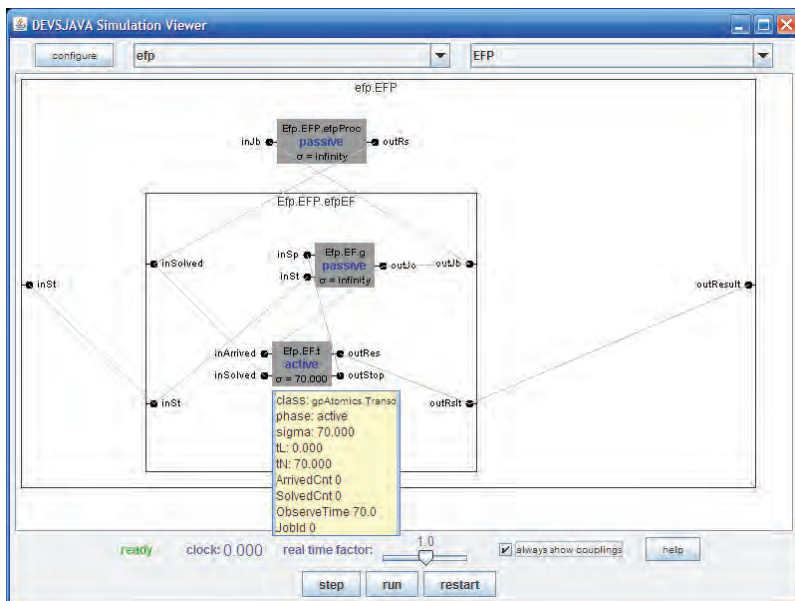 DEVSJAVA Simulation Viewer
configure
efp
EFP
efp.EFP
Efp.EFP.efpProc
inJb
passive
outRs
σ = infinity
Efp.EFP.efpEF
inSolved
inSp
Efp.EF.g
passive
outJo
outJb
inSt
σ = infinity
inSt
outResult
inArrived
Efp.EF.t
outRes
active
inSolved
σ = 70.000
outStop
inSt
outRslt
class: gpAtomics.Transd
phase: active
sigma: 70.000
tL: 0.000
tN: 70.000
ArrivedCnt 0
SolvedCnt 0
ObserveTime 70.0
JobId 0
ready
clock: 0.000
real time factor:
1.0
always show couplings
help
step
run
restart